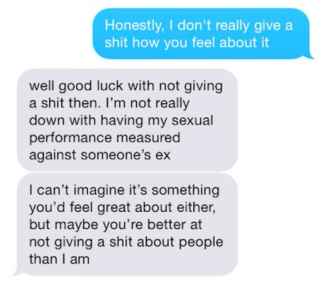 Honestly, I don't really give a
shit how you feel about it
well good luck with not giving
a shit then. I'm not really
down with having my sexual
performance measured
against someone's ex
I can't imagine it's something
you'd feel great about either,
but maybe you're better at
not giving a shit about people
than I am